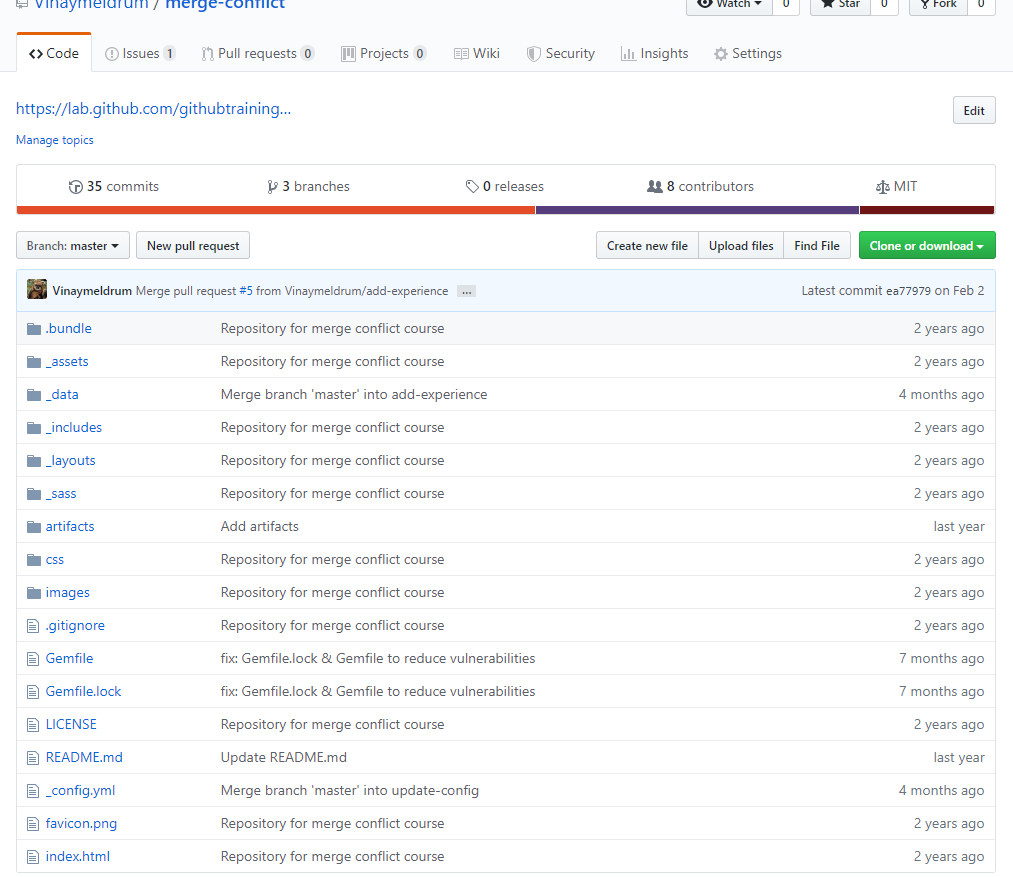 Vinaymeldrum / merge-conflict Watch 0 Star 0 Fork 0
Code Issues 1 Pull requests 0 Projects 0 Wiki Security Insights Settings
https://lab.github.com/githubtraining... Edit
Manage topics
35 commits 3 branches 0 releases 8 contributors MIT
Branch: master New pull request Create new file Upload files Find File Clone or download
Vinaymeldrum Merge pull request #5 from Vinaymeldrum/add-experience ... Latest commit ea77979 on Feb 2
.bundle Repository for merge conflict course 2 years ago
_assets Repository for merge conflict course 2 years ago
_data Merge branch 'master' into add-experience 4 months ago
_includes Repository for merge conflict course 2 years ago
_layouts Repository for merge conflict course 2 years ago
_sass Repository for merge conflict course 2 years ago
artifacts Add artifacts last year
css Repository for merge conflict course 2 years ago
images Repository for merge conflict course 2 years ago
.gitignore Repository for merge conflict course 2 years ago
Gemfile fix: Gemfile.lock & Gemfile to reduce vulnerabilities 7 months ago
Gemfile.lock fix: Gemfile.lock & Gemfile to reduce vulnerabilities 7 months ago
LICENSE Repository for merge conflict course 2 years ago
README.md Update README.md last year
_config.yml Merge branch 'master' into update-config 4 months ago
favicon.png Repository for merge conflict course 2 years ago
index.html Repository for merge conflict course 2 years ago